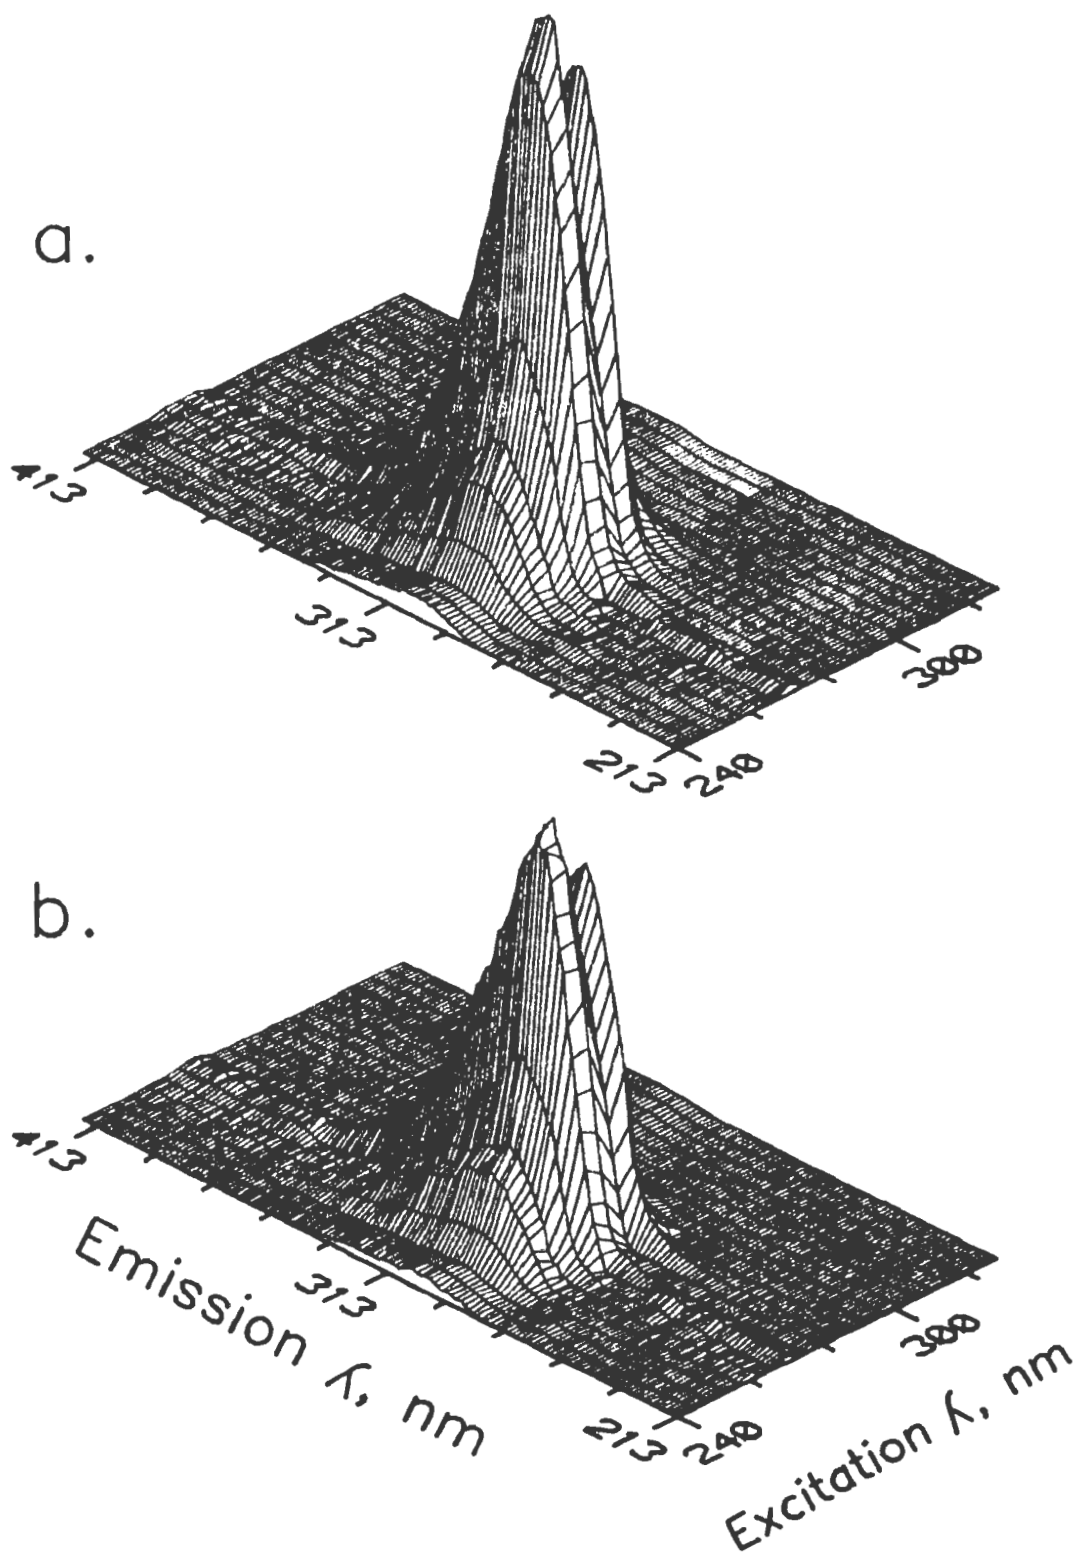 a.
413
313
213
240
300
b.
413
313
213
240
300
Emission λ, nm
Excitation λ, nm